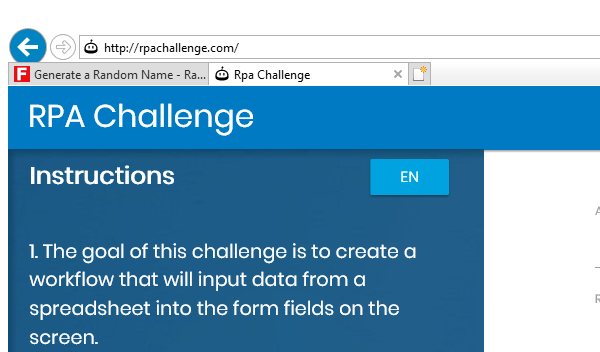 http://rpachallenge.com/
F Generate a Random Name - Ra... Rpa Challenge
RPA Challenge
Instructions
EN
1. The goal of this challenge is to create a
workflow that will input data from a
spreadsheet into the form fields on the
screen.
A
R